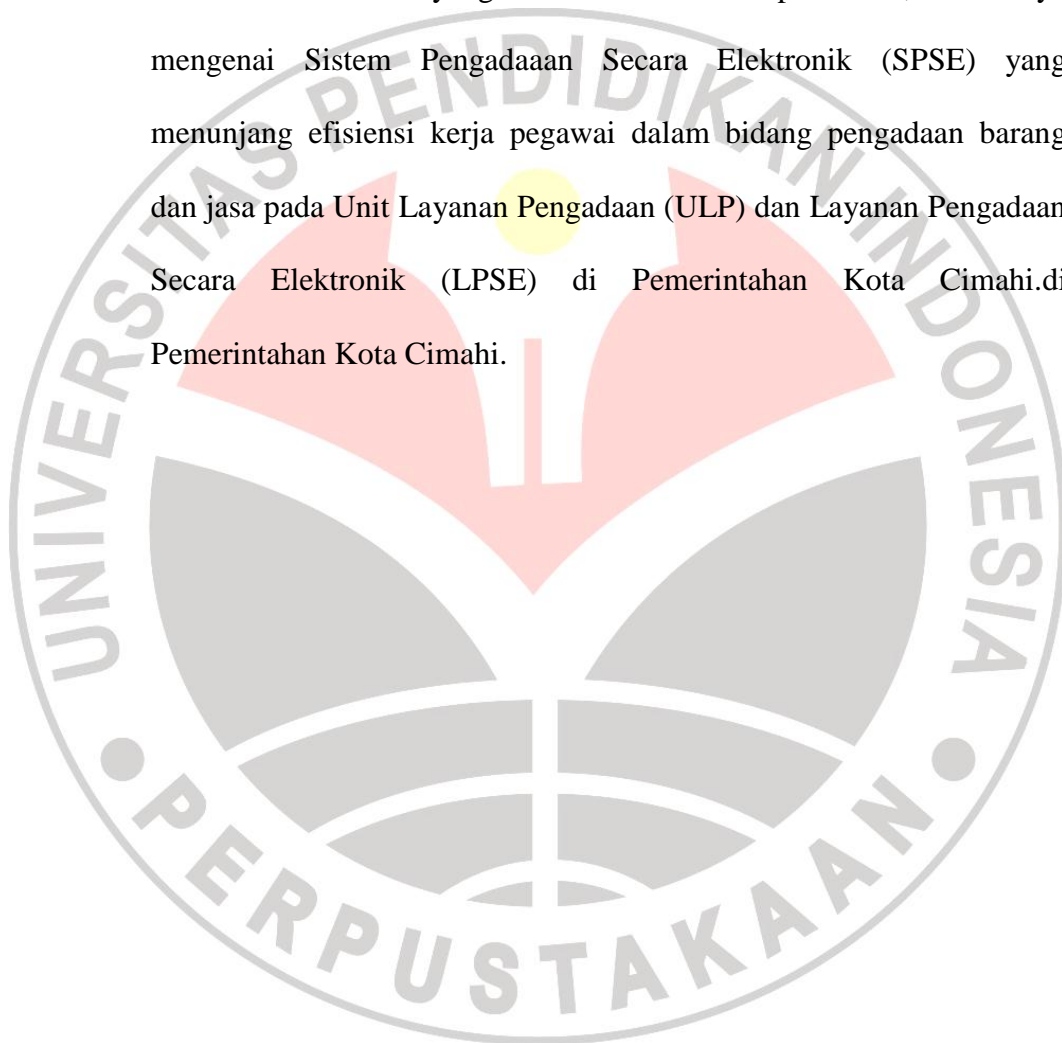 mengenai Sistem Pengadaaan Secara Elektronik (SPSE) yang
menunjang efisiensi kerja pegawai dalam bidang pengadaan barang
dan jasa pada Unit Layanan Pengadaan (ULP) dan Layanan Pengadaan
Secara Elektronik (LPSE) di Pemerintahan Kota Cimahi.di
Pemerintahan Kota Cimahi.
UNIVERSITAS PENDIDIKAN INDONESIA
PERPUSTAKAAN